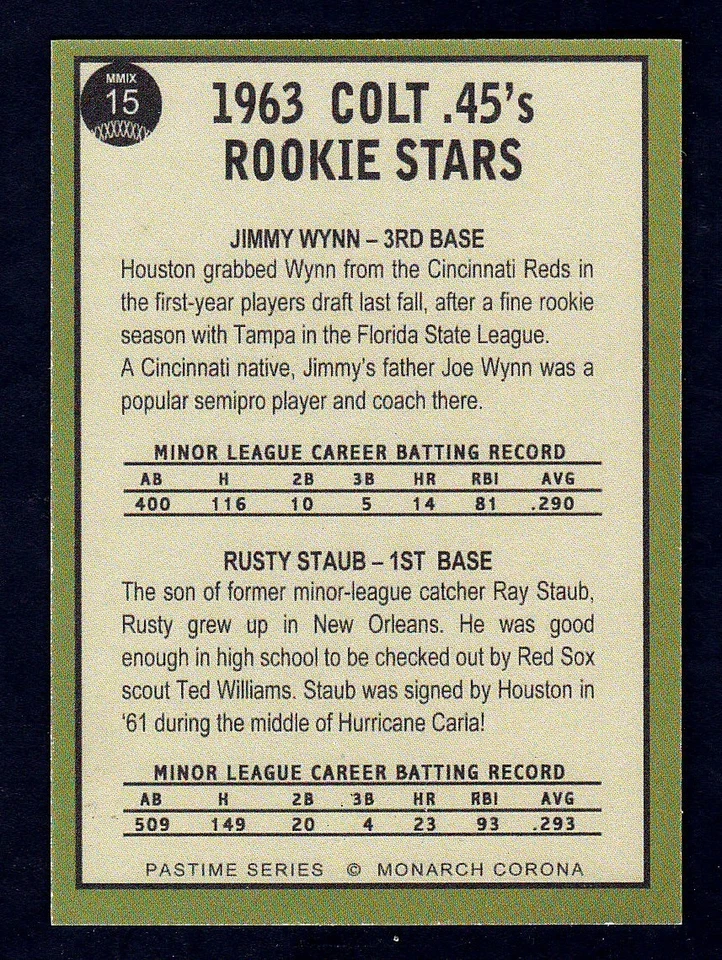 MMIX
15
1963 COLT .45's
ROOKIE STARS
JIMMY WYNN – 3RD BASE
Houston grabbed Wynn from the Cincinnati Reds in
the first-year players draft last fall, after a fine rookie
season with Tampa in the Florida State League.
A Cincinnati native, Jimmy's father Joe Wynn was a
popular semipro player and coach there.
MINOR LEAGUE CAREER BATTING RECORD
AB H 2B 3B HR RBI AVG
400 116 10 5 14 81 .290
RUSTY STAUB – 1ST BASE
The son of former minor-league catcher Ray Staub,
Rusty grew up in New Orleans. He was good
enough in high school to be checked out by Red Sox
scout Ted Williams. Staub was signed by Houston in
'61 during the middle of Hurricane Carla!
MINOR LEAGUE CAREER BATTING RECORD
AB H 2B 3B HR RBI AVG
509 149 20 4 23 93 .293
PASTIME SERIES © MONARCH CORONA